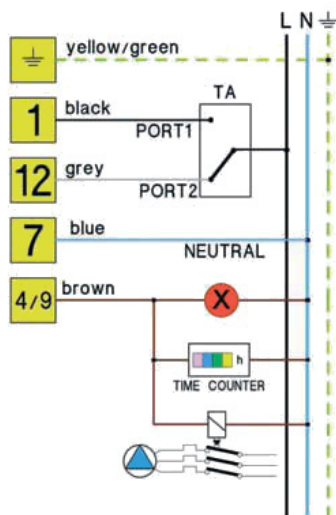 L N
yellow/green
TA
1 black
PORT1
12 grey
PORT2
7 blue
NEUTRAL
4/9 brown
X
h
TIME COUNTER